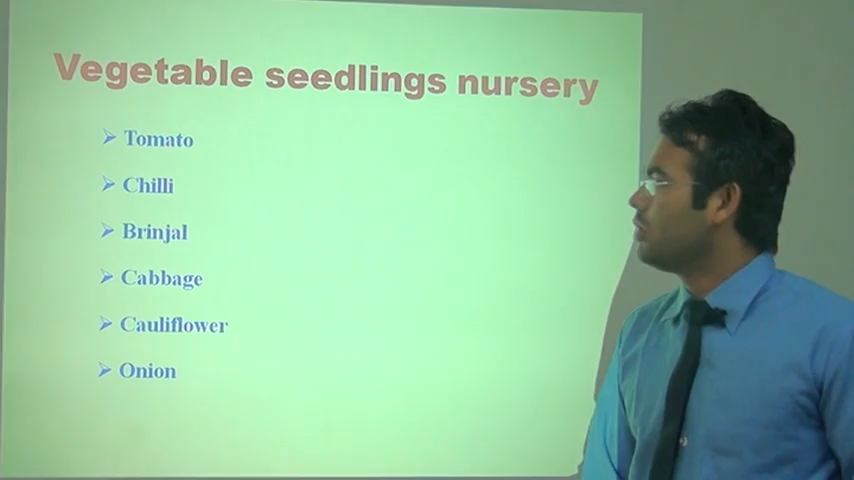 Vegetable seedlings nursery
Tomato
Chilli
Brinjal
Cabbage
Cauliflower
Onion